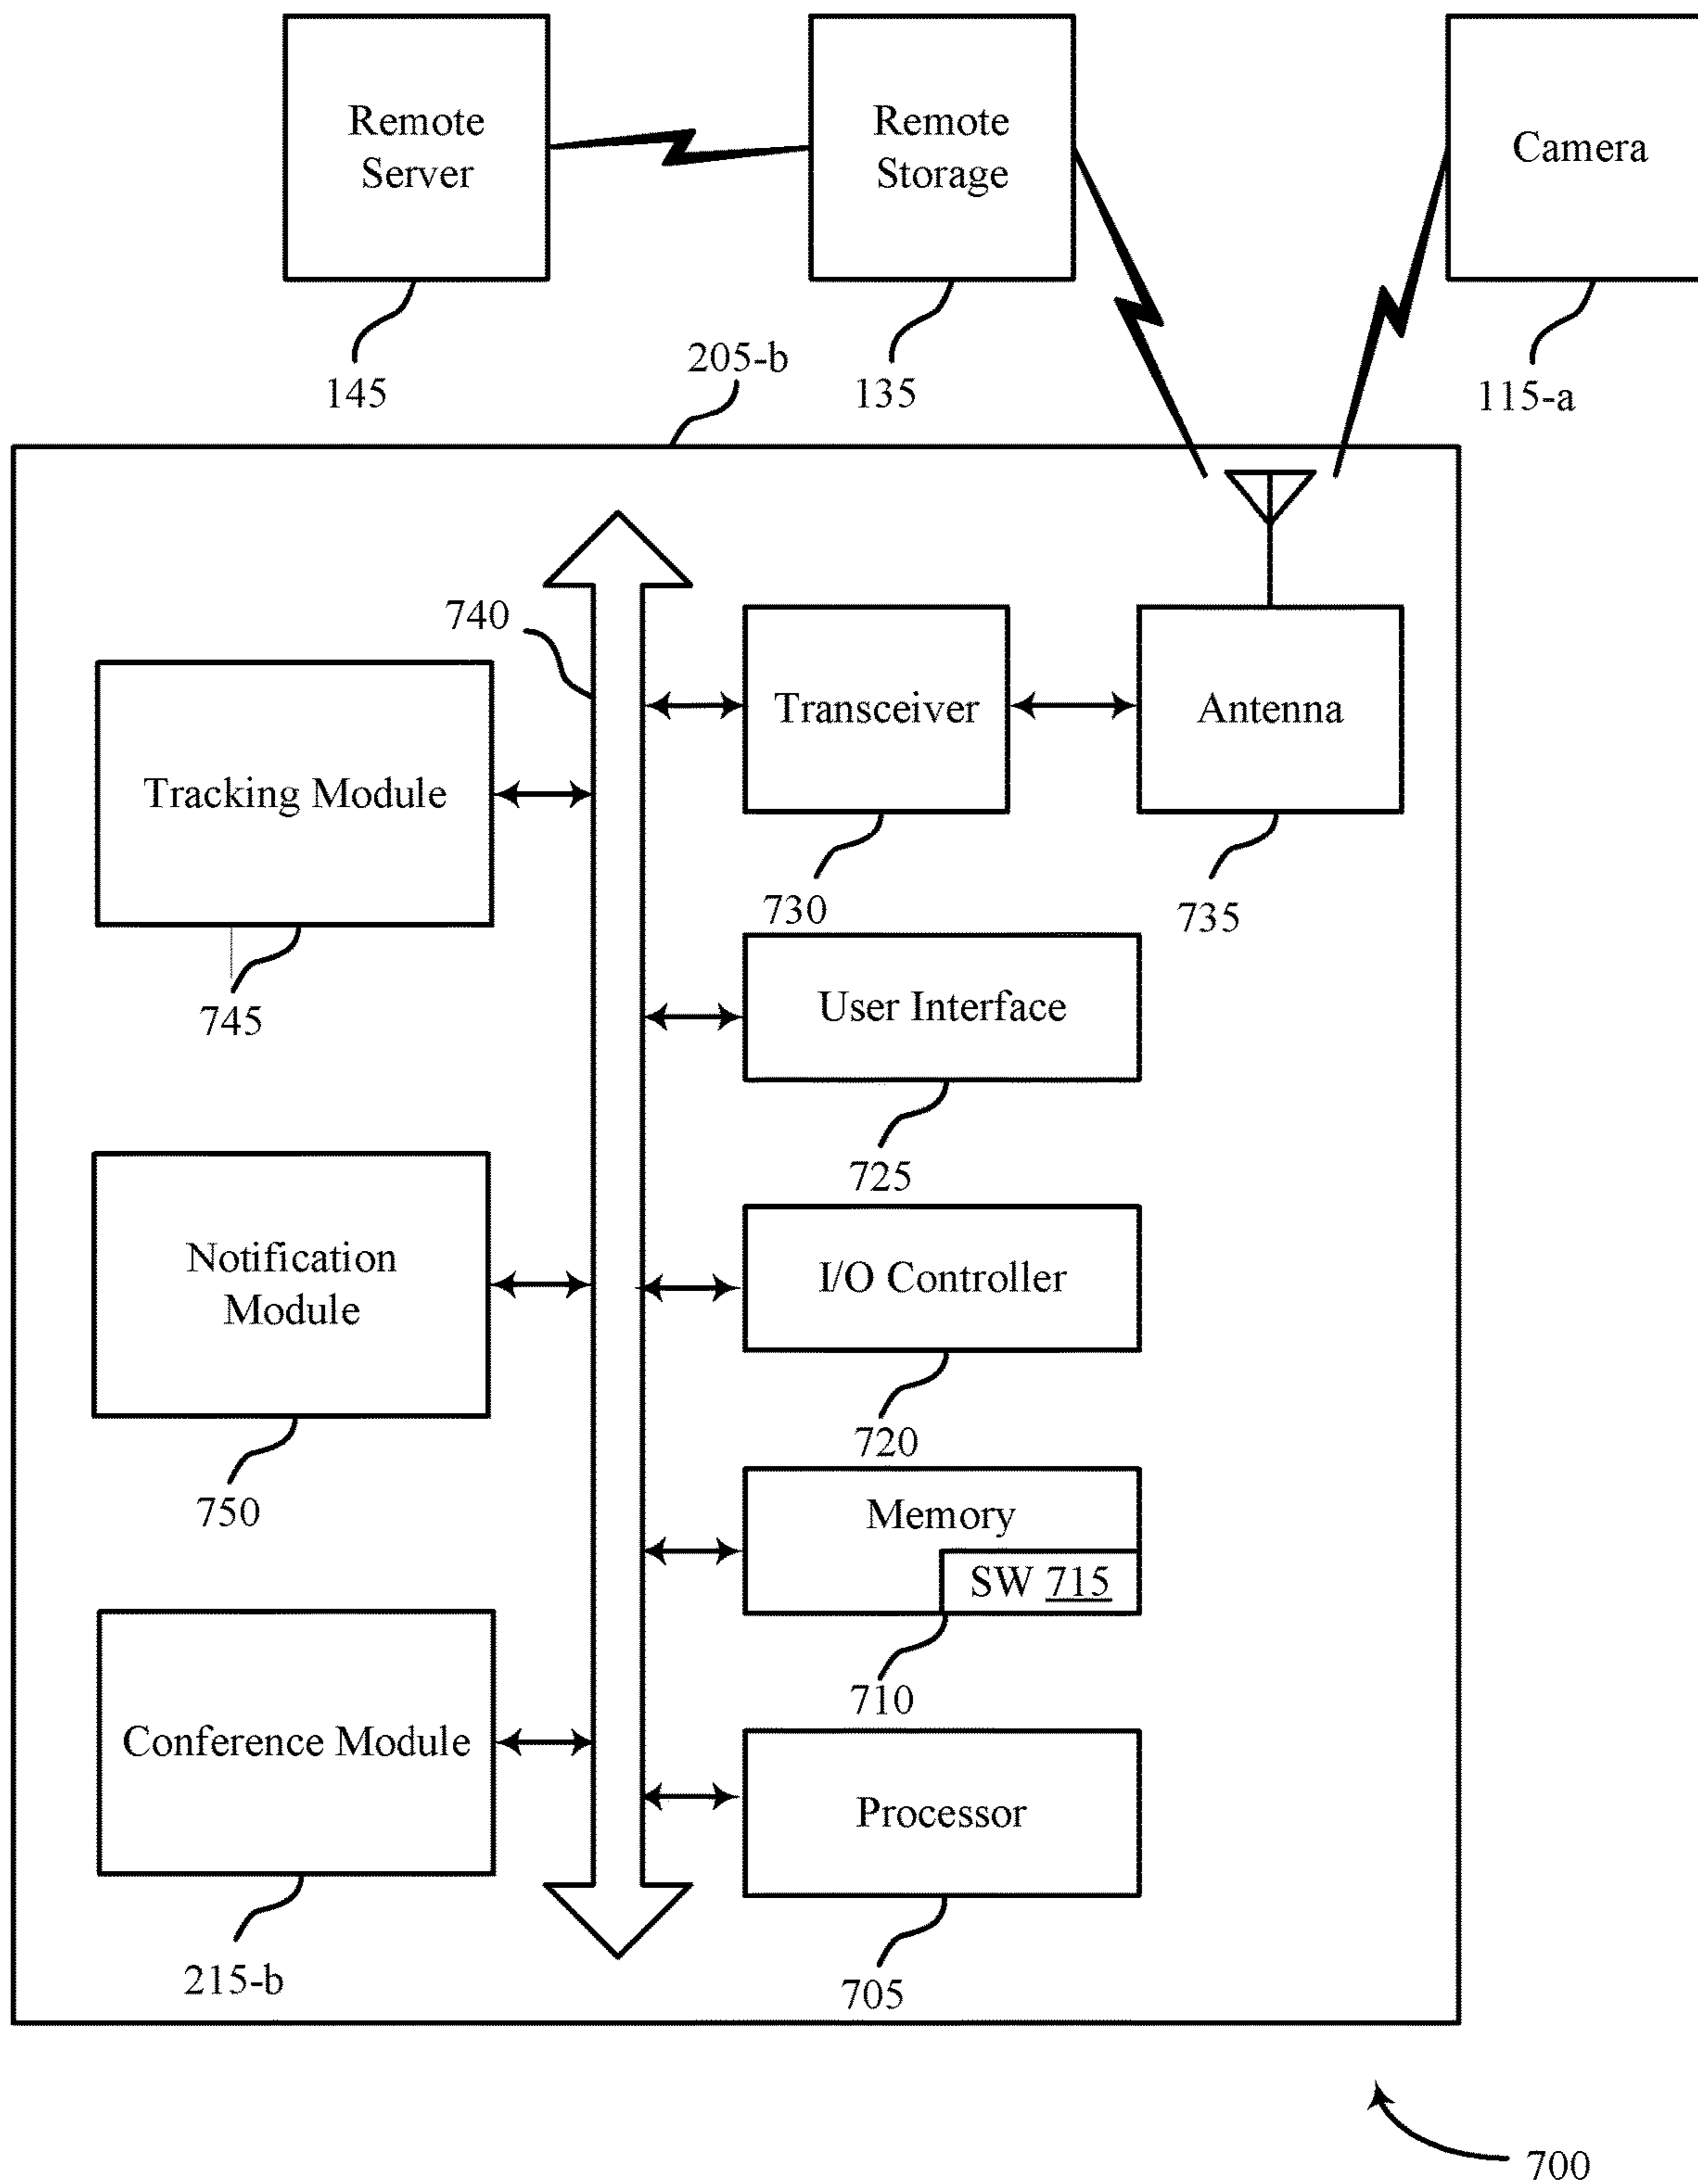 Remote
Server
Remote
Storage
Camera
145
135
115-a
205-b
740
Transceiver
Antenna
Tracking Module
730
735
745
User Interface
725
Notification
Module
I/O Controller
720
750
Memory
SW 715
710
Conference Module
Processor
215-b
705
700